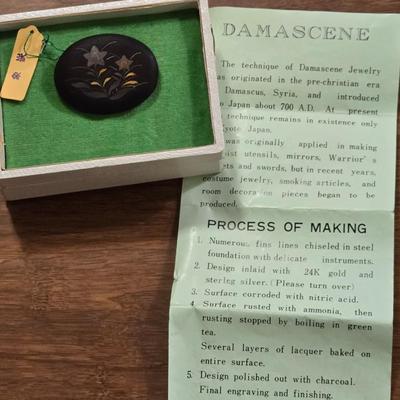 DAMASCENE
The technique of Damascene Jewelry
was originated in the pre-christian era
Damascus, Syria, and introduced
to Japan about 700 A.D. At present
technique remains in existence only
Kyoto Japan.
was originally applied in making
utensils, mirrors, Warrior's
and swords, but in recent years,
costume jewelry, smoking articles, and
room decoration pieces began to be
produced.
PROCESS OF MAKING
1. Numerous fins lines chiseled in steel
foundation with delicate instruments.
2. Design inlaid with 24K gold and
sterling silver. (Please turn over)
3. Surface corroded with nitric acid.
4. Surface rusted with ammonia, then
rusting stopped by boiling in green
tea.
Several layers of lacquer baked on
entire surface.
5. Design polished out with charcoal.
Final engraving and finishing.